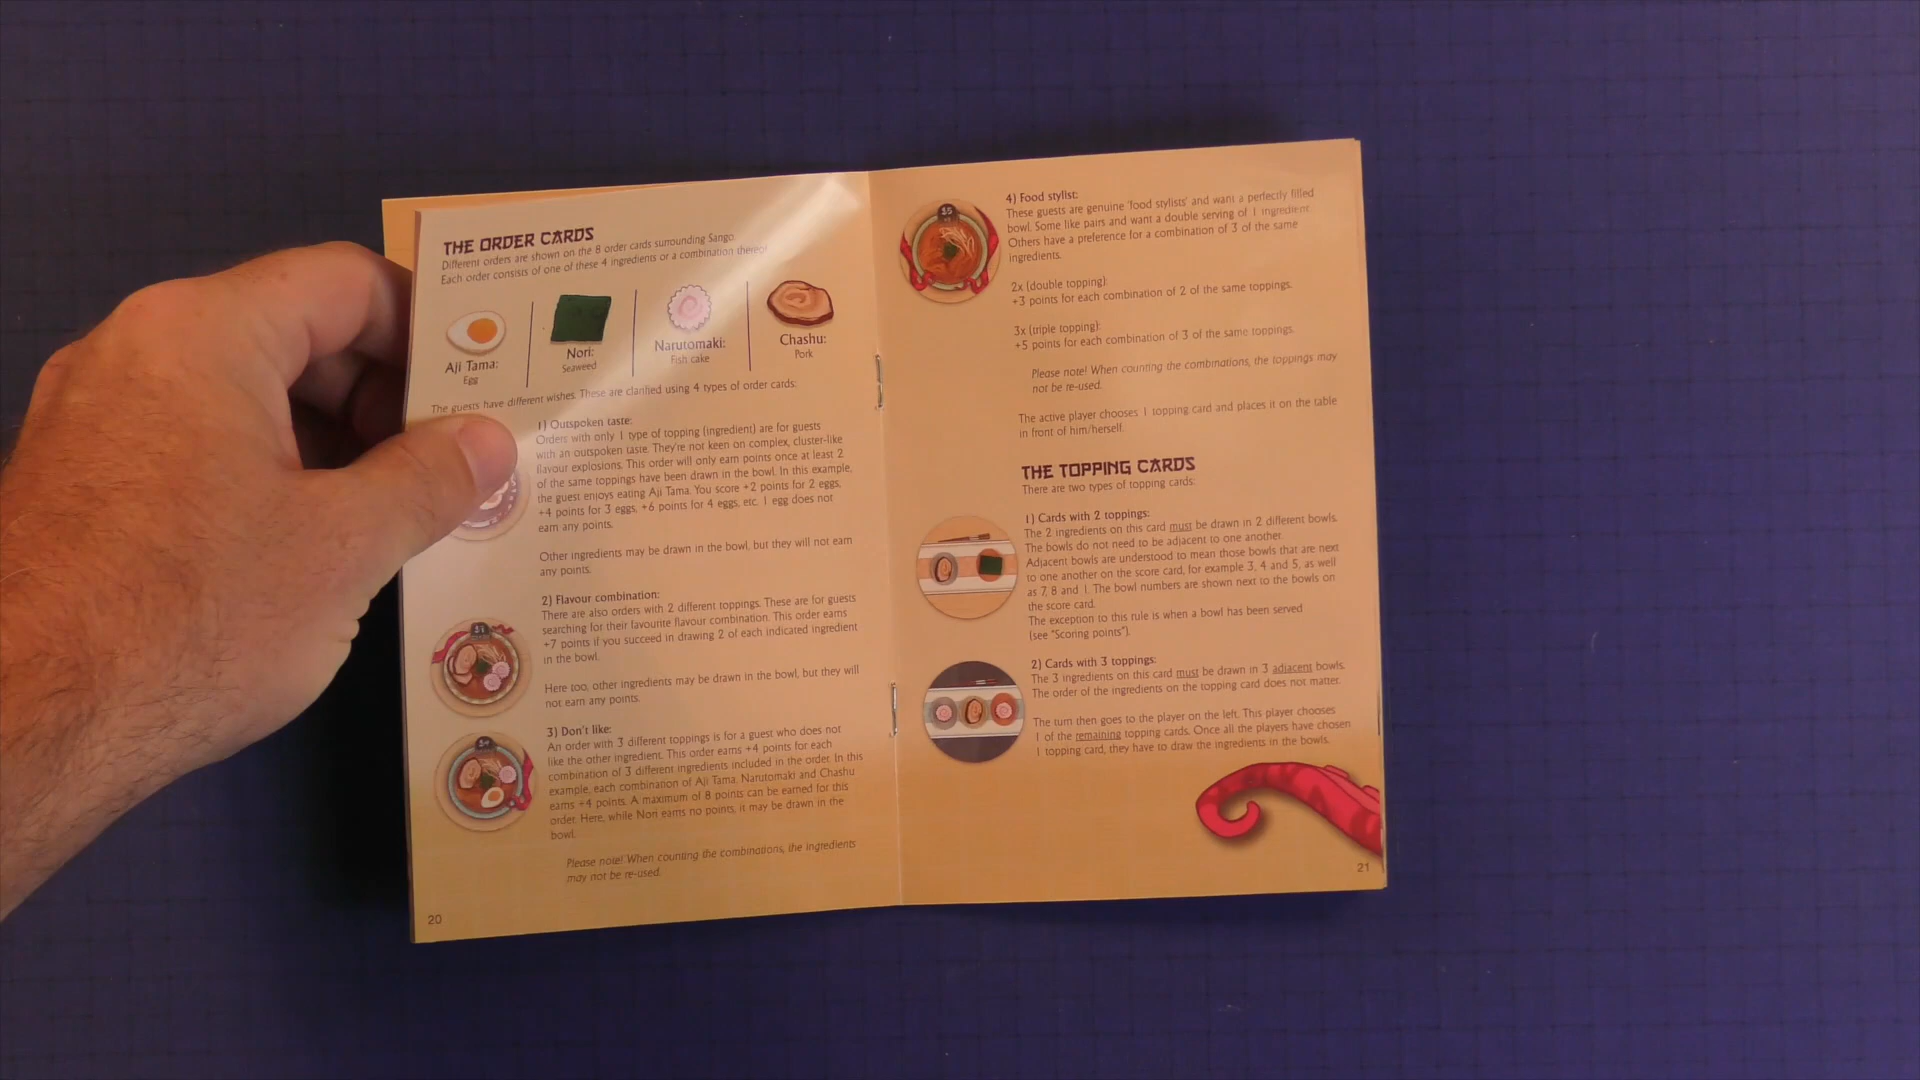 THE ORDER CARDS
Different orders are shown on the 8 order cards surrounding Sango.
Each order consists of one of these 4 ingredients or a combination thereof
Aji Tama:
Egg
Nori:
Seaweed
Narutomaki:
Fish cake
Chashu:
Pork
The guests have different wishes. These are clarified using 4 types of order cards:
1) Outspoken taste:
Orders with only 1 type of topping (ingredient) are for guests
with an outspoken taste. They're not keen on complex, cluster-like
flavour explosions. This order will only earn points once at least 2
of the same toppings have been drawn in the bowl. In this example,
the guest enjoys eating Aji Tama. You score +2 points for 2 eggs,
+4 points for 3 eggs, +6 points for 4 eggs, etc. 1 egg does not
earn any points.
Other ingredients may be drawn in the bowl, but they will not earn
any points.
2) Flavour combination:
There are also orders with 2 different toppings. These are for guests
searching for their favourite flavour combination. This order earns
+7 points if you succeed in drawing 2 of each indicated ingredient
in the bowl.
Here too, other ingredients may be drawn in the bowl, but they will
not earn any points.
3) Don't like:
An order with 3 different toppings is for a guest who does not
like the other ingredient. This order earns +4 points for each
combination of 3 different ingredients included in the order. In this
example, each combination of Aji Tama, Narutomaki and Chashu
earns +4 points. A maximum of 8 points can be earned for this
order. Here, while Nori earns no points, it may be drawn in the
bowl.
Please note! When counting the combinations, the ingredients
may not be re-used.
20
4) Food stylist:
These guests are genuine 'food stylists' and want a perfectly filled
bowl. Some like pairs and want a double serving of 1 ingredient.
Others have a preference for a combination of 3 of the same
ingredients.
2x (double topping):
+3 points for each combination of 2 of the same toppings.
3x (triple topping):
+5 points for each combination of 3 of the same toppings.
Please note! When counting the combinations, the toppings may
not be re-used.
The active player chooses 1 topping card and places it on the table
in front of him/herself.
THE TOPPING CARDS
There are two types of topping cards:
1) Cards with 2 toppings:
The 2 ingredients on this card must be drawn in 2 different bowls.
The bowls do not need to be adjacent to one another.
Adjacent bowls are understood to mean those bowls that are next
to one another on the score card, for example 3, 4 and 5, as well
as 7, 8 and 1. The bowl numbers are shown next to the bowls on
the score card.
The exception to this rule is when a bowl has been served
(see "Scoring points").
2) Cards with 3 toppings:
The 3 ingredients on this card must be drawn in 3 adjacent bowls.
The order of the ingredients on the topping card does not matter.
The turn then goes to the player on the left. This player chooses
1 of the remaining topping cards. Once all the players have chosen
1 topping card, they have to draw the ingredients in the bowls.
21